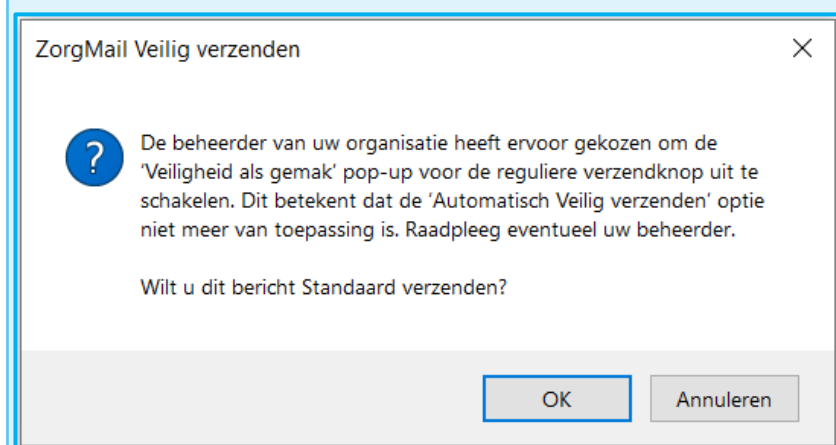 ZorgMail Veilig verzenden
De beheerder van uw organisatie heeft ervoor gekozen om de
‘Veiligheid als gemak’ pop-up voor de reguliere verzendknop uit te
schakelen. Dit betekent dat de ‘Automatisch Veilig verzenden’ optie
niet meer van toepassing is. Raadpleeg eventueel uw beheerder.
Wilt u dit bericht Standaard verzenden?
OK
Annuleren